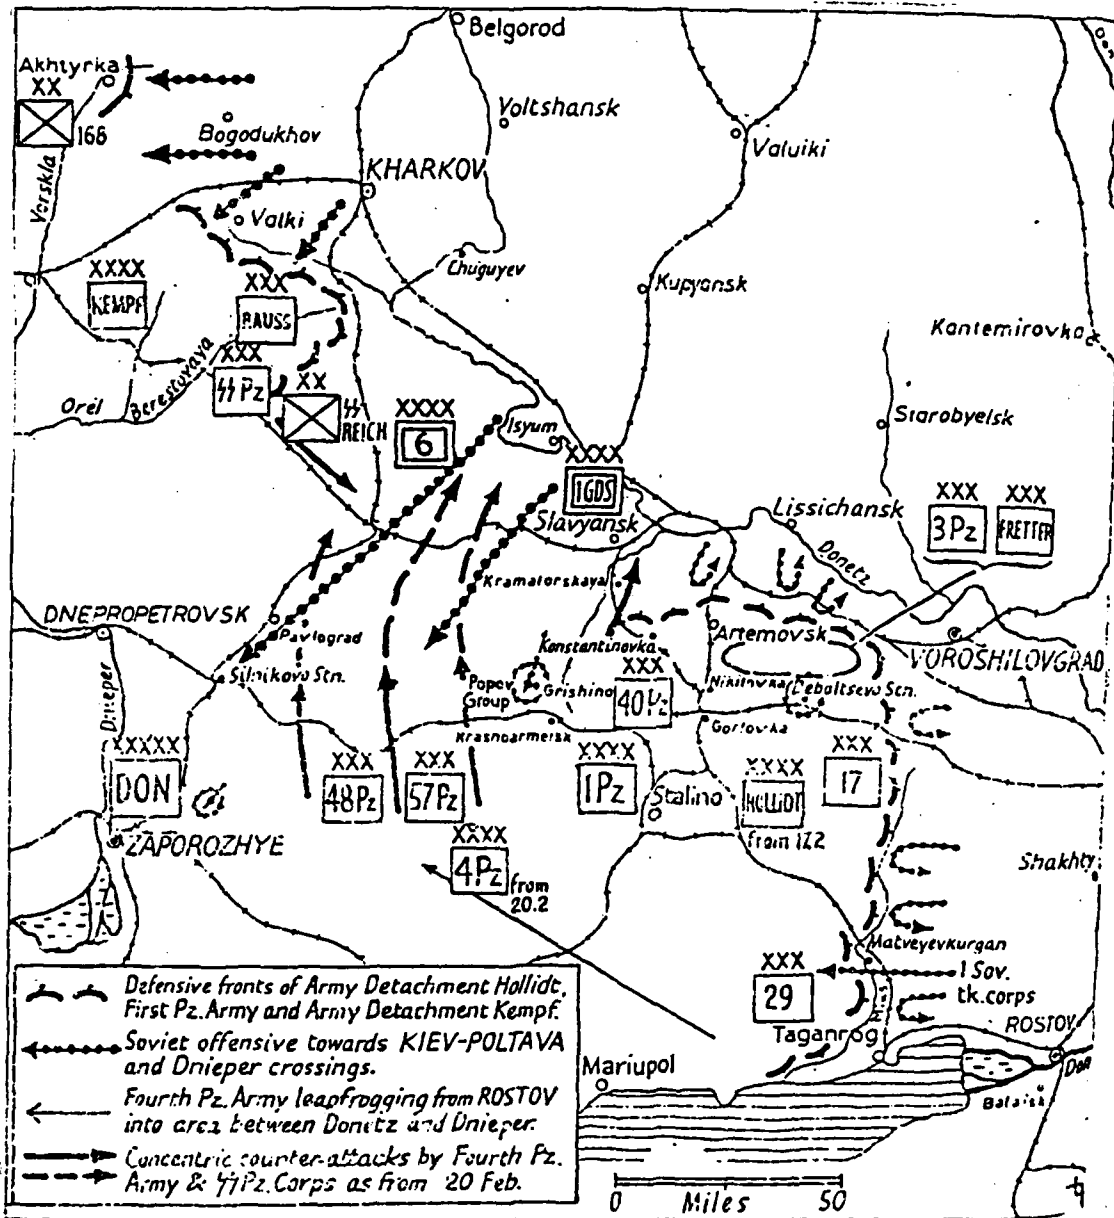 Belgorod
Akhtyrka
XX
168
Bogodukhov
Voltshansk
Valuiki
KHARKOV
Vorskla
Valki
Chuguyev
Kupyansk
XXXX
KEMPF
XXX
RAUSS
Kantemirovka
Berestovaya
XXX
SS Pz
XX
SS
REICH
Orel
XXXX
6
Isyum
Starobyelsk
XXXX
1GDS
Slavyansk
Lissichansk
XXX
3Pz
XXX
FRETTER
Donetz
Kramatorskaya
DNEPROPETROVSK
Pavlograd
Artemovsk
Konstantinovka
VOROSHILOVGRAD
Silnikovo Stn.
Popov
Group
Grishino
XXX
40Pz
Nikitovka
Debaltsevo Stn.
Dnieper
Krasnoarmeisk
Gorlovka
XXXXX
DON
XXX
48Pz
XXX
57Pz
XXXX
1Pz
Stalino
XXXX
HOLLIDT
from 12.2
XXX
17
ZAPOROZHYE
XXXX
4Pz
from
20.2
Shakhty
Matveyevkurgan
XXX
29
1 Sov.
tk.corps
Mius
Taganrog
ROSTOV
Don
Bataisk
Mariupol
Defensive fronts of Army Detachment Hollidt,
First Pz. Army and Army Detachment Kempf.
Soviet offensive towards KIEV-POLTAVA
and Dnieper crossings.
Fourth Pz. Army leapfrogging from ROSTOV
into area between Donetz and Dnieper.
Concentric counter-attacks by Fourth Pz.
Army & SS Pz. Corps as from 20 Feb.
0 Miles 50